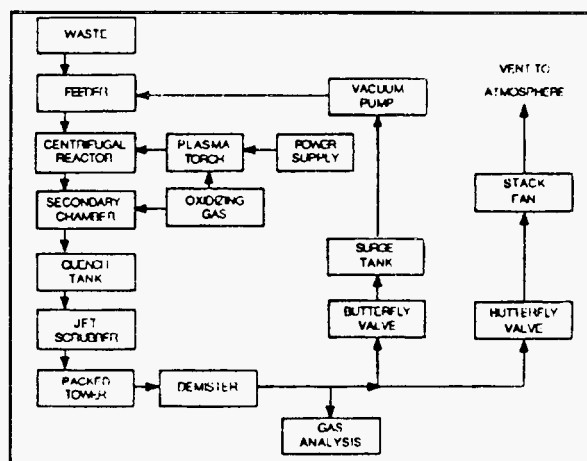 WASTE
FEEDER
VACUUM
PUMP
VENT TO
ATMOSPHERE
CENTRIFUGAL
REACTOR
PLASMA
TORCH
POWER
SUPPLY
SECONDARY
CHAMBER
OXIDIZING
GAS
STACK
FAN
QUENCH
TANK
SURGE
TANK
JET
SCRUBBER
BUTTERFLY
VALVE
BUTTERFLY
VALVE
PACKED
TOWER
DEMISTER
GAS
ANALYSIS